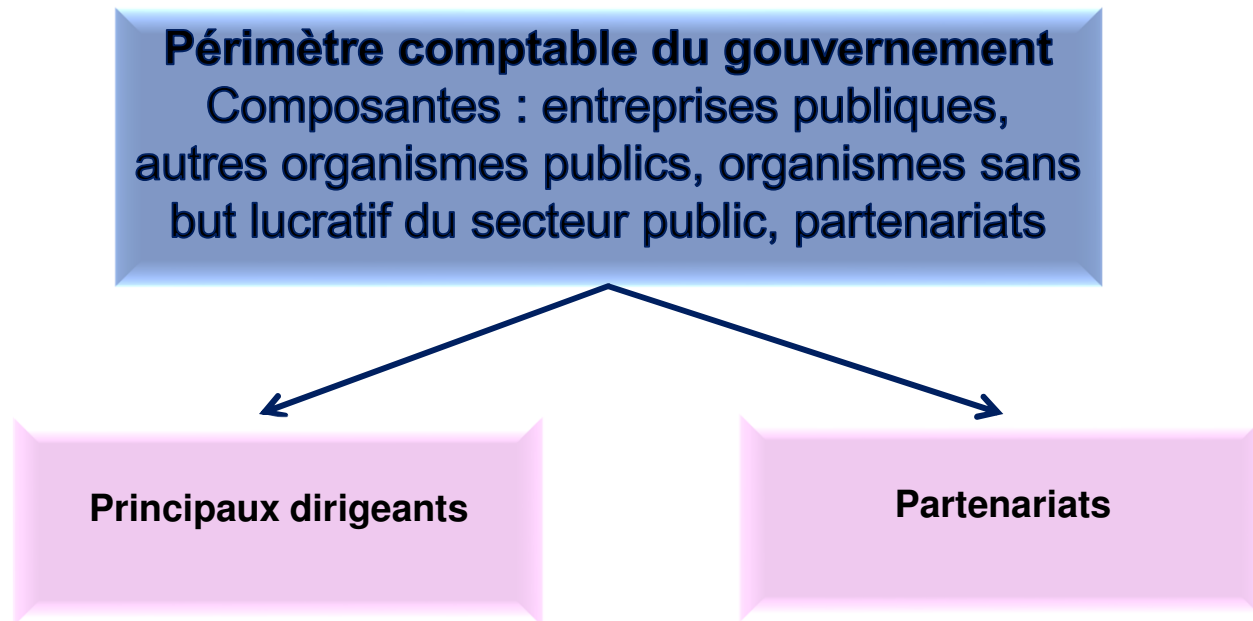 Périmètre comptable du gouvernement
Composantes : entreprises publiques,
autres organismes publics, organismes sans
but lucratif du secteur public, partenariats
Principaux dirigeants
Partenariats